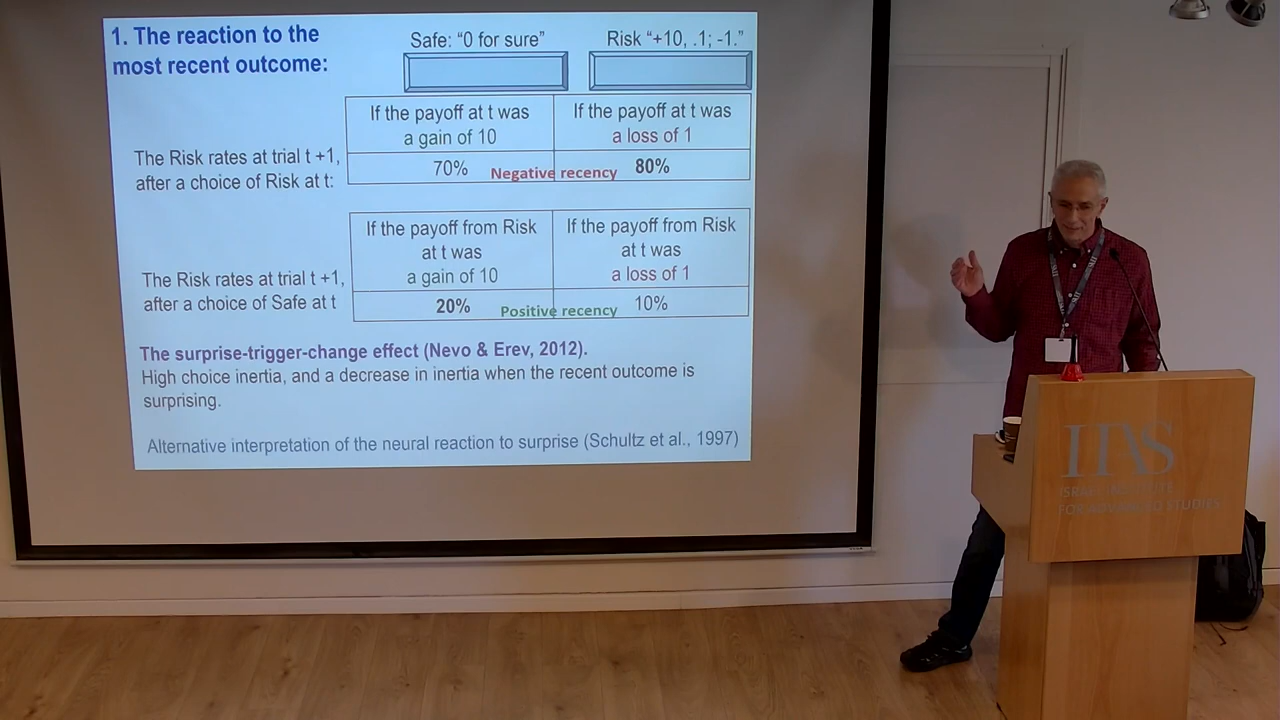 1. The reaction to the
most recent outcome:
Safe: “0 for sure”
Risk “+10, .1; -1.”
If the payoff at t was
a gain of 10
If the payoff at t was
a loss of 1
The Risk rates at trial t +1,
after a choice of Risk at t:
70%
Negative recency
80%
If the payoff from Risk
at t was
a gain of 10
If the payoff from Risk
at t was
a loss of 1
The Risk rates at trial t +1,
after a choice of Safe at t
20%
Positive recency
10%
The surprise-trigger-change effect (Nevo & Erev, 2012).
High choice inertia, and a decrease in inertia when the recent outcome is
surprising.
Alternative interpretation of the neural reaction to surprise (Schultz et al., 1997)
IIAS
ISRAEL INSTITUTE
FOR ADVANCED STUDIES